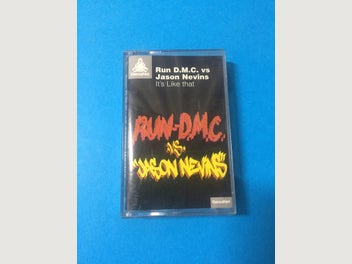 Run D.M.C. vs
Jason Nevins
It's Like that
RUN-D.M.C.
VS.
"JASON NEVINS"